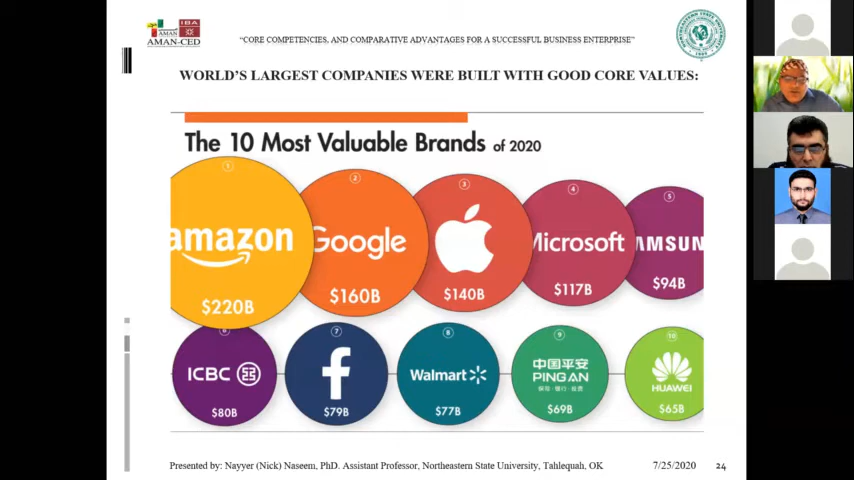 AMAN IBA
AMAN-CED
“CORE COMPETENCIES, AND COMPARATIVE ADVANTAGES FOR A SUCCESSFUL BUSINESS ENTERPRISE”
WORLD’S LARGEST COMPANIES WERE BUILT WITH GOOD CORE VALUES:
The 10 Most Valuable Brands of 2020
1 2 3 4 5
amazon Google Microsoft AMSUN
$220B $160B $140B $117B $94B
6 7 8 9 10
ICBC f Walmart 中国平安 HUAWEI
PINGAN
保险·银行·投资
$80B $79B $77B $69B $65B
Presented by: Nayyer (Nick) Naseem, PhD. Assistant Professor, Northeastern State University, Tahlequah, OK 7/25/2020 24